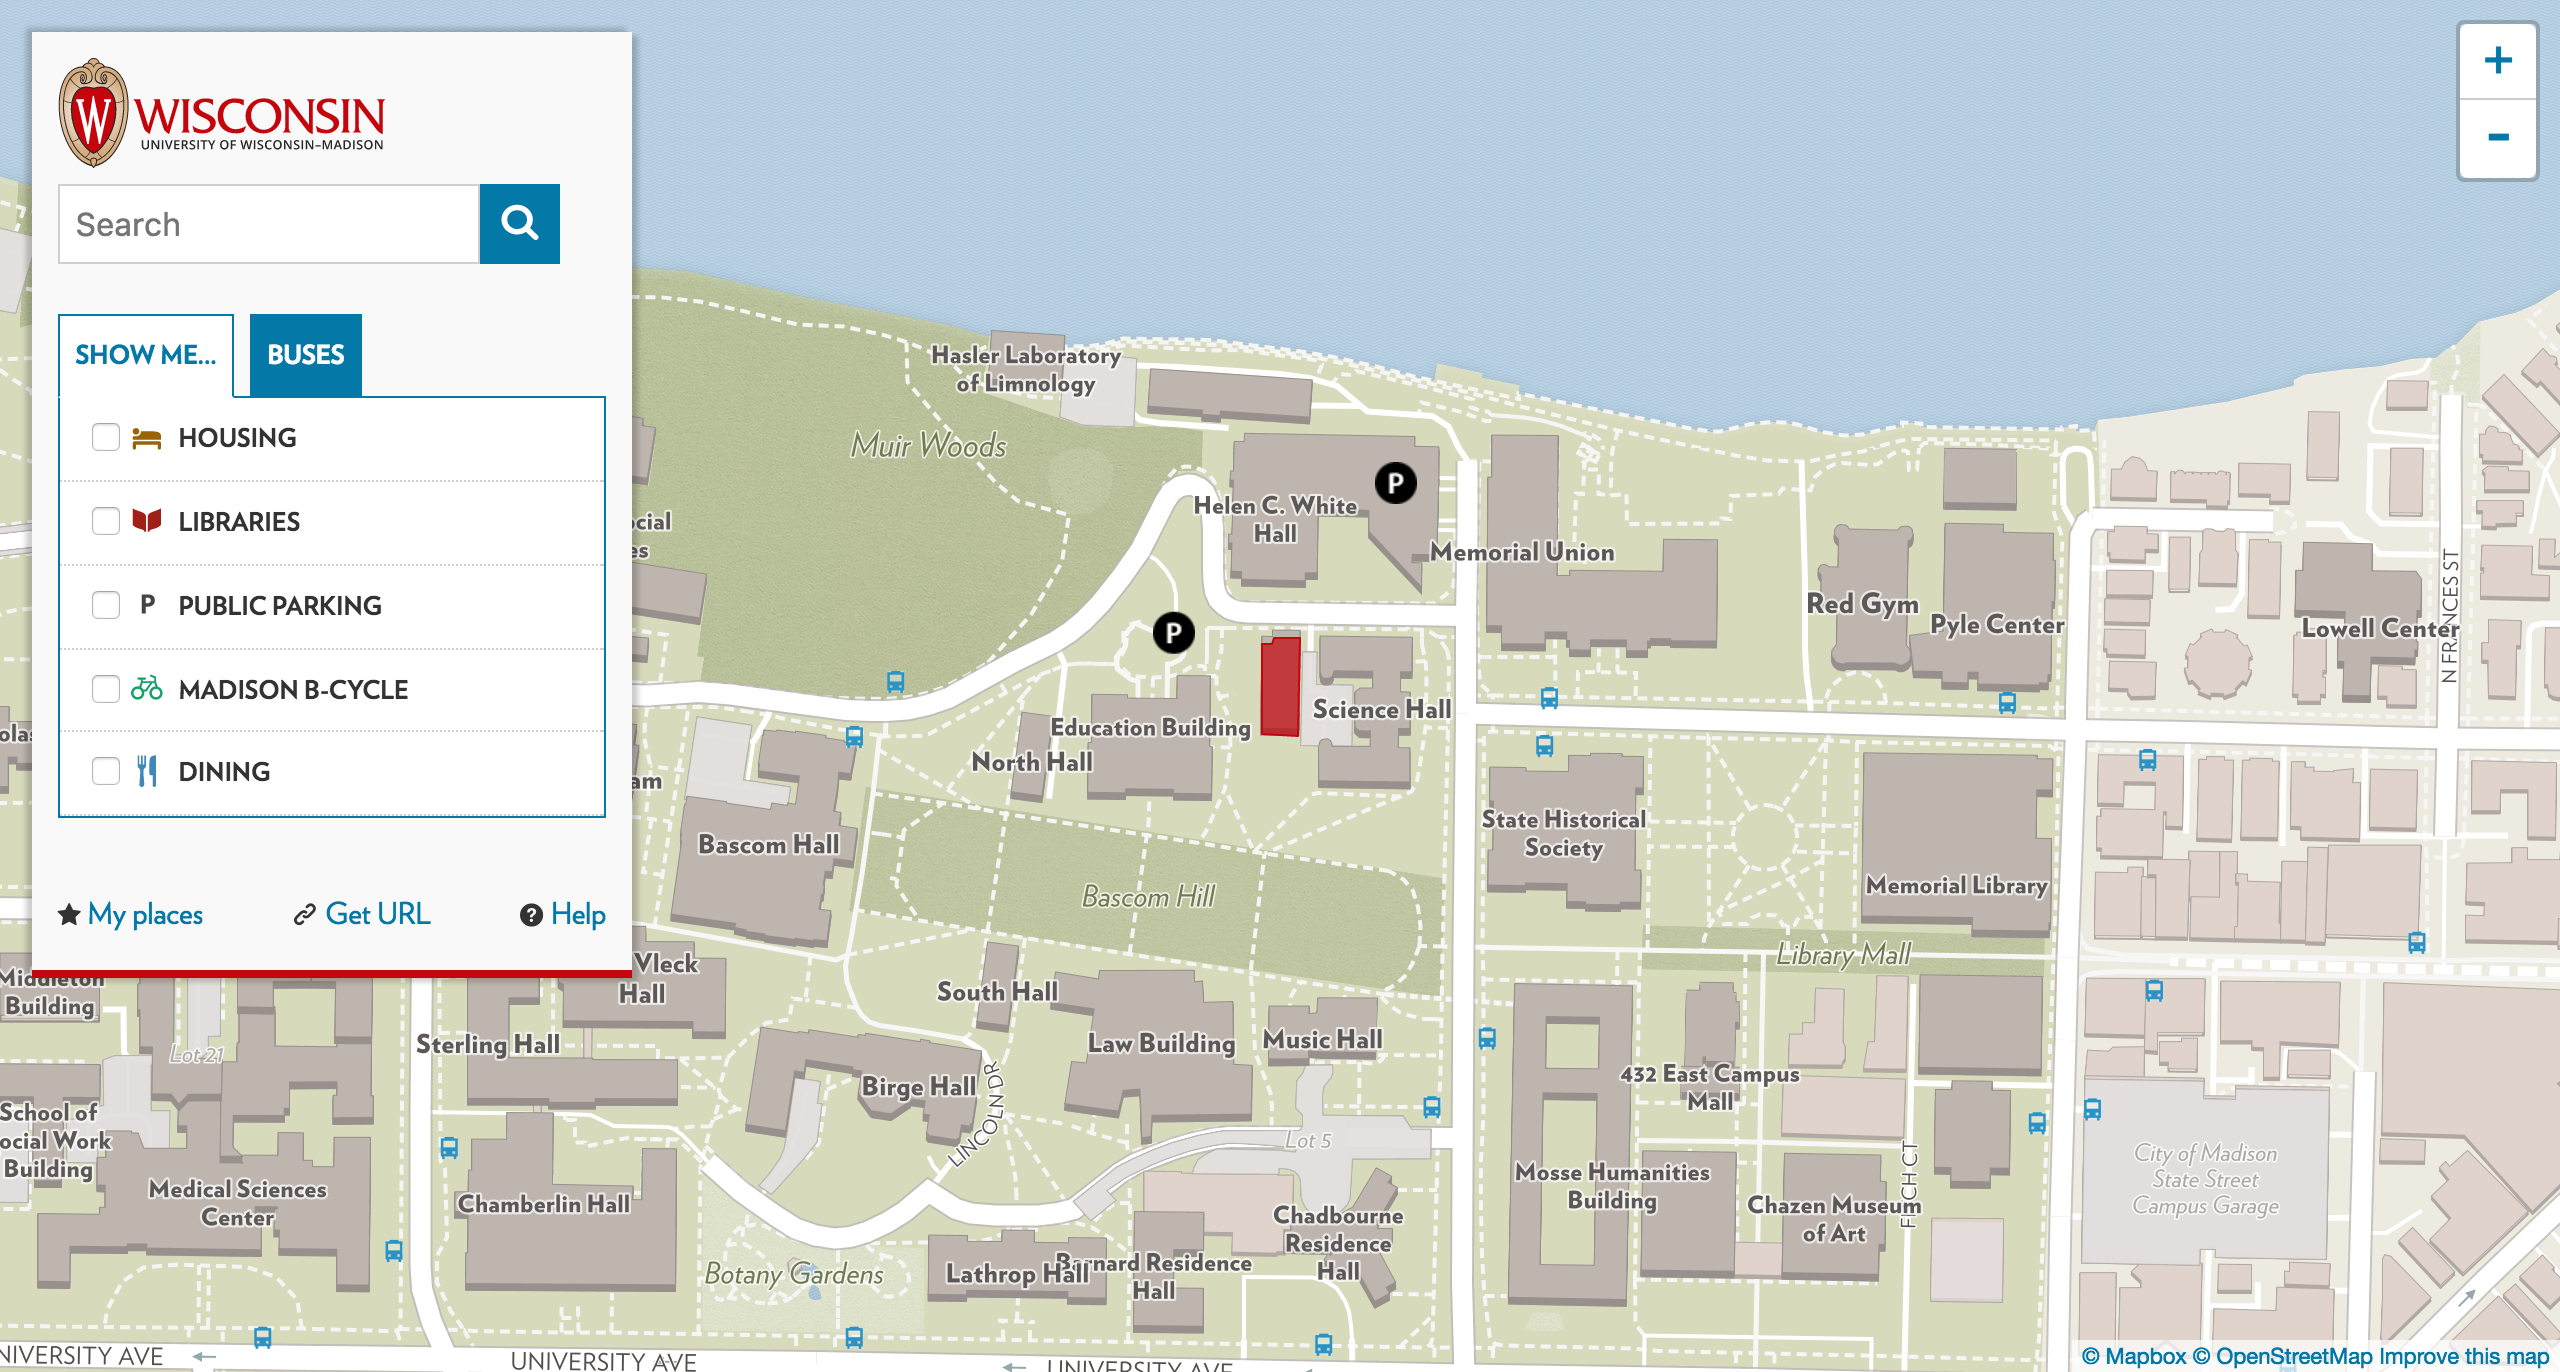 W
WISCONSIN
UNIVERSITY OF WISCONSIN–MADISON
Search
SHOW ME...
BUSES
HOUSING
LIBRARIES
P PUBLIC PARKING
MADISON B-CYCLE
DINING
My places
Get URL
? Help
+
−
Hasler Laboratory
of Limnology
Muir Woods
P
Helen C. White
Hall
Memorial Union
Red Gym
Pyle Center
Lowell Center
N FRANCES ST
P
Science Hall
Education Building
North Hall
Bascom Hall
State Historical
Society
Memorial Library
Bascom Hill
Library Mall
Vleck
Hall
Middleton
Building
South Hall
Law Building
Music Hall
Sterling Hall
Lot 21
Birge Hall
LINCOLN DR
432 East Campus
Mall
School of
ocial Work
Building
Lot 5
City of Madison
State Street
Campus Garage
Medical Sciences
Center
Chamberlin Hall
Mosse Humanities
Building
Chazen Museum
of Art
FITCH CT
Chadbourne
Residence
Hall
Botany Gardens
Lathrop Hall
Barnard Residence
Hall
NIVERSITY AVE
UNIVERSITY AVE
UNIVERSITY AVE
© Mapbox © OpenStreetMap Improve this map